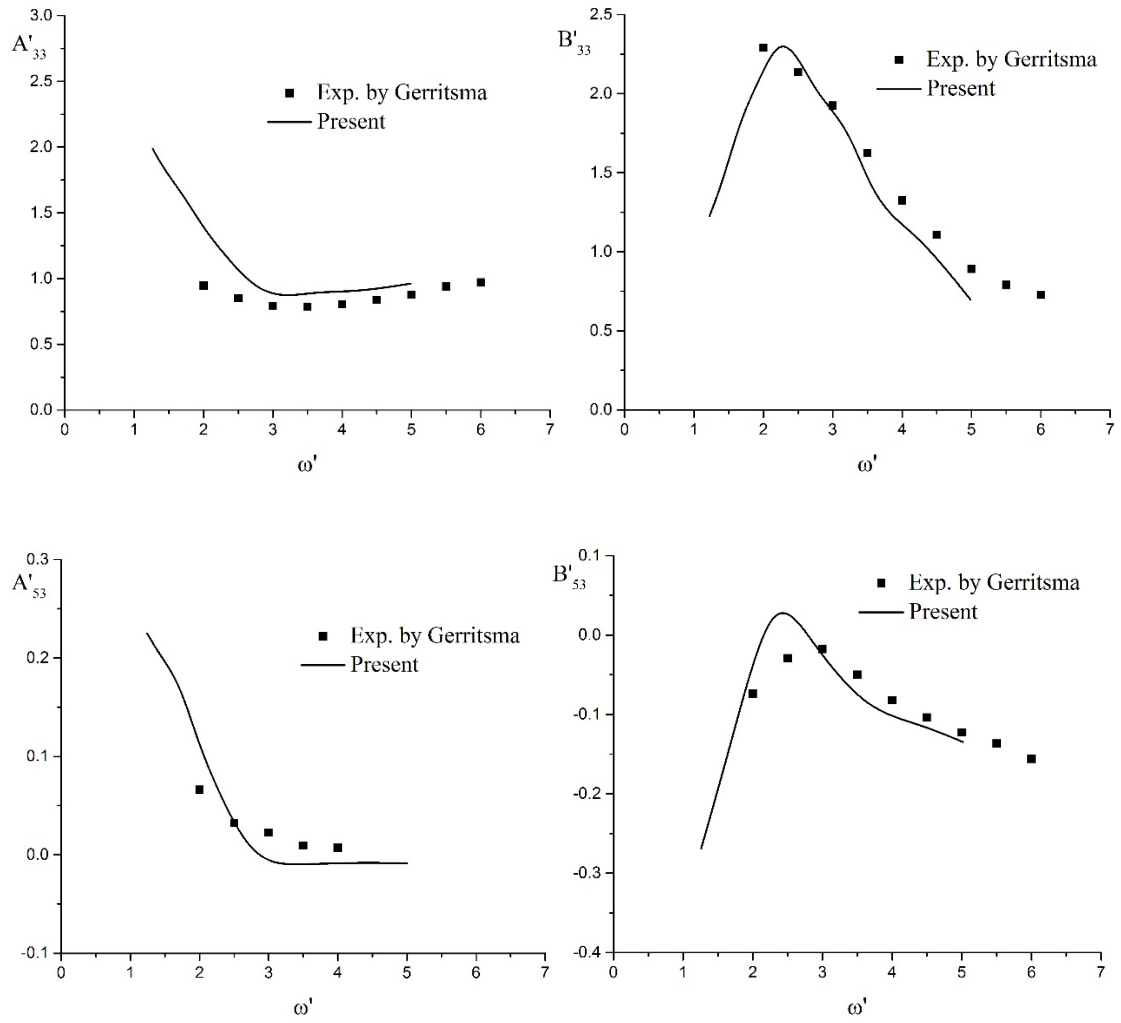 3.0
A'33
2.5
2.0
1.5
1.0
0.5
0.0
Exp. by Gerritsma
Present
0 1 2 3 4 5 6 7
ω'
2.5
B'33
2.0
1.5
1.0
0.5
0.0
Exp. by Gerritsma
Present
0 1 2 3 4 5 6 7
ω'
0.3
A'53
0.2
0.1
0.0
-0.1
Exp. by Gerritsma
Present
0 1 2 3 4 5 6 7
ω'
0.1
B'53
0.0
-0.1
-0.2
-0.3
-0.4
Exp. by Gerritsma
Present
0 1 2 3 4 5 6 7
ω'